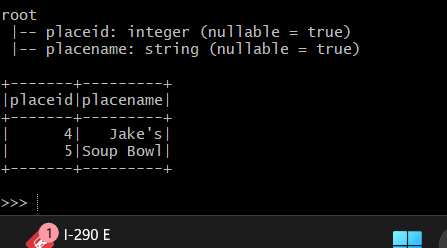 root
 |-- placeid: integer (nullable = true)
 |-- placename: string (nullable = true)
+-------+---------+
|placeid|placename|
+-------+---------+
|      4|   Jake's|
|      5|Soup Bowl|
+-------+---------+
>>>
1 I-290 E